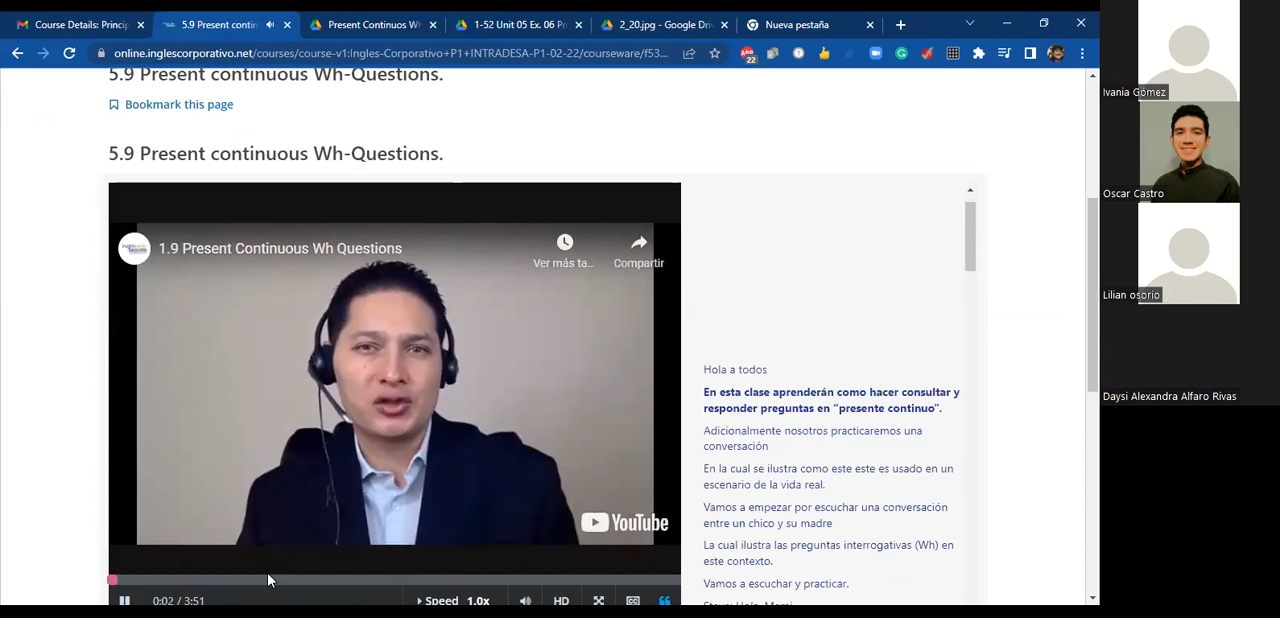 Course Details: Princip
5.9 Present contin
Present Continuos Wh
1-52 Unit 05 Ex. 06 Pr
2_20.jpg - Google Dri
Nueva pestaña
online.inglescorporativo.net/courses/course-v1:Ingles-Corporativo+P1+INTRADESA-P1-02-22/courseware/f53...
22
5.9 Present continuous Wh-Questions.
Bookmark this page
5.9 Present continuous Wh-Questions.
1.9 Present Continuous Wh Questions
Ver más ta...
Compartir
YouTube
0:02 / 3:51
Speed 1.0x
HD
Hola a todos
En esta clase aprenderán como hacer consultar y
responder preguntas en “presente continuo”.
Adicionalmente nosotros practicaremos una
conversación
En la cual se ilustra como este este es usado en un
escenario de la vida real.
Vamos a empezar por escuchar una conversación
entre un chico y su madre
La cual ilustra las preguntas interrogativas (Wh) en
este contexto.
Vamos a escuchar y practicar.
Ivania Gómez
Oscar Castro
Lilian osorio
Daysi Alexandra Alfaro Rivas